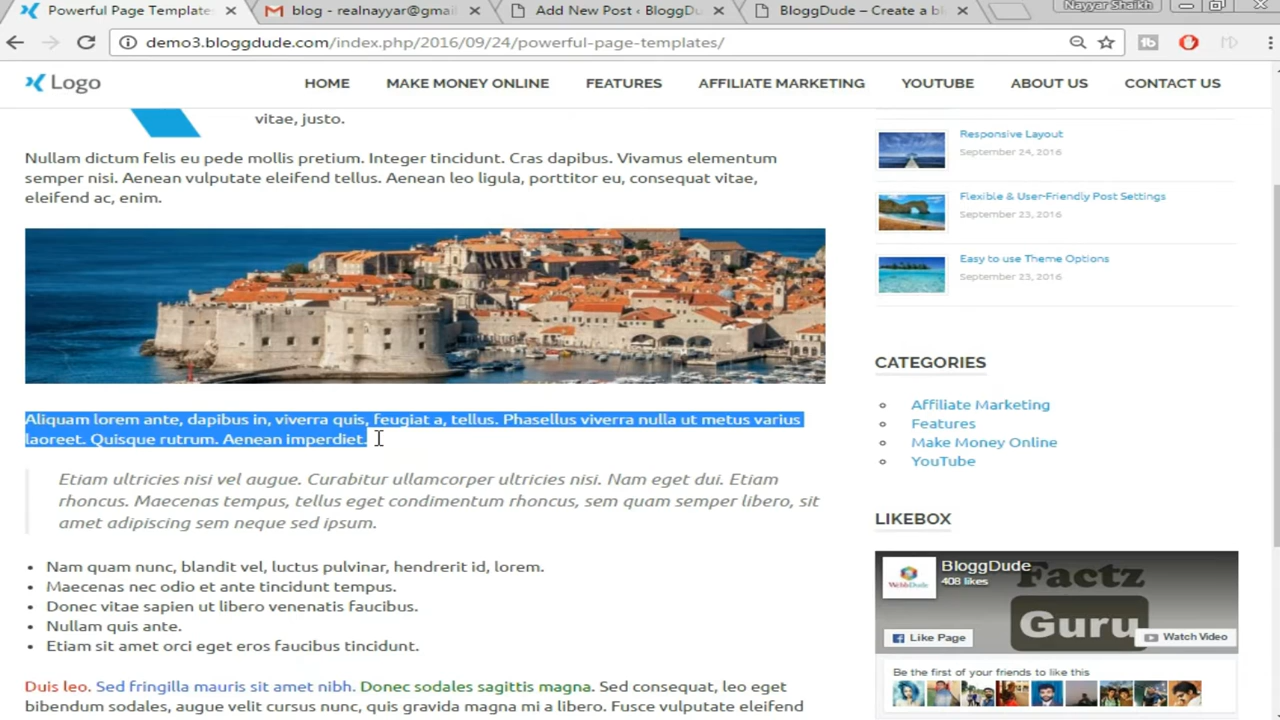 Powerful Page Template
blog - realnayyar@gmai
Add New Post ‹ BloggDu
BloggDude – Create a bl
Nayyar Shaikh
demo3.bloggdude.com/index.php/2016/09/24/powerful-page-templates/
Logo
HOME
MAKE MONEY ONLINE
FEATURES
AFFILIATE MARKETING
YOUTUBE
ABOUT US
CONTACT US
vitae, justo.
Nullam dictum felis eu pede mollis pretium. Integer tincidunt. Cras dapibus. Vivamus elementum
semper nisi. Aenean vulputate eleifend tellus. Aenean leo ligula, porttitor eu, consequat vitae,
eleifend ac, enim.
Aliquam lorem ante, dapibus in, viverra quis, feugiat a, tellus. Phasellus viverra nulla ut metus varius
laoreet. Quisque rutrum. Aenean imperdiet.
Etiam ultricies nisi vel augue. Curabitur ullamcorper ultricies nisi. Nam eget dui. Etiam
rhoncus. Maecenas tempus, tellus eget condimentum rhoncus, sem quam semper libero, sit
amet adipiscing sem neque sed ipsum.
Nam quam nunc, blandit vel, luctus pulvinar, hendrerit id, lorem.
Maecenas nec odio et ante tincidunt tempus.
Donec vitae sapien ut libero venenatis faucibus.
Nullam quis ante.
Etiam sit amet orci eget eros faucibus tincidunt.
Duis leo. Sed fringilla mauris sit amet nibh. Donec sodales sagittis magna. Sed consequat, leo eget
bibendum sodales, augue velit cursus nunc, quis gravida magna mi a libero. Fusce vulputate eleifend
Responsive Layout
September 24, 2016
Flexible & User-Friendly Post Settings
September 23, 2016
Easy to use Theme Options
September 23, 2016
CATEGORIES
Affiliate Marketing
Features
Make Money Online
YouTube
LIKEBOX
BloggDude
408 likes
WebbDude
Factz
Guru
Like Page
Watch Video
Be the first of your friends to like this